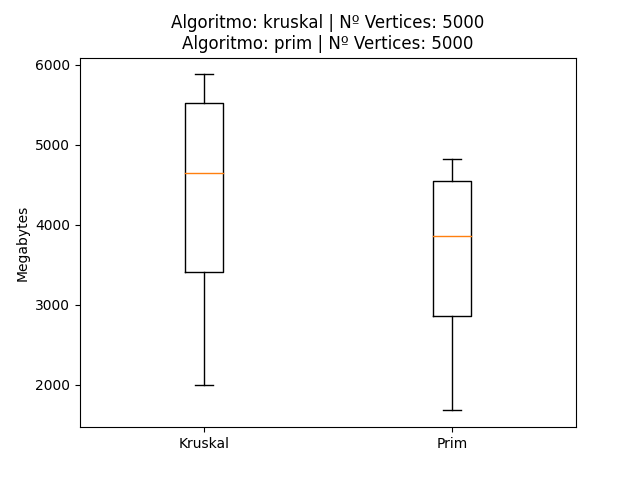 Algoritmo: kruskal | Nº Vertices: 5000
Algoritmo: prim | Nº Vertices: 5000
6000
5000
4000
3000
2000
Megabytes
Kruskal
Prim